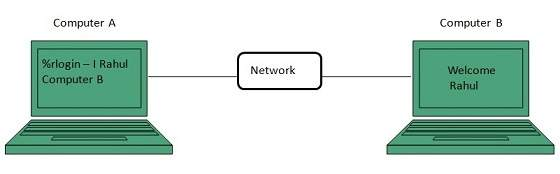 Computer A
%rlogin – l Rahul
Computer B
Network
Computer B
Welcome
Rahul